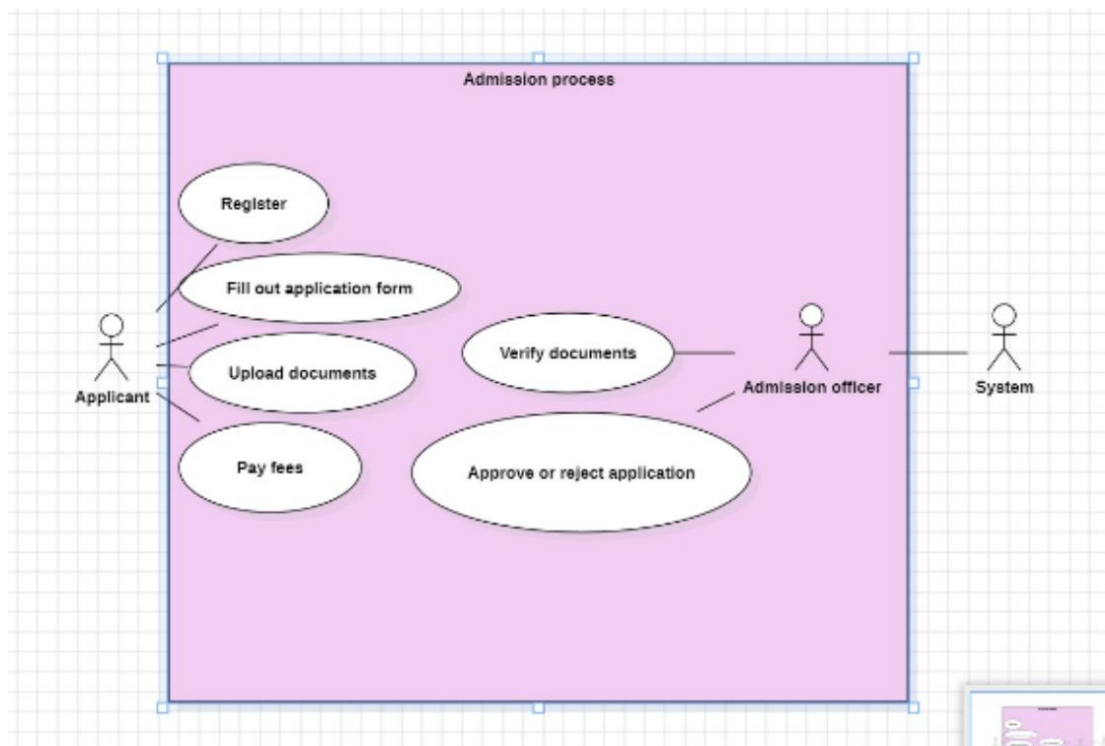 Admission process
Register
Fill out application form
Upload documents
Pay fees
Applicant
Verify documents
Approve or reject application
Admission officer
System